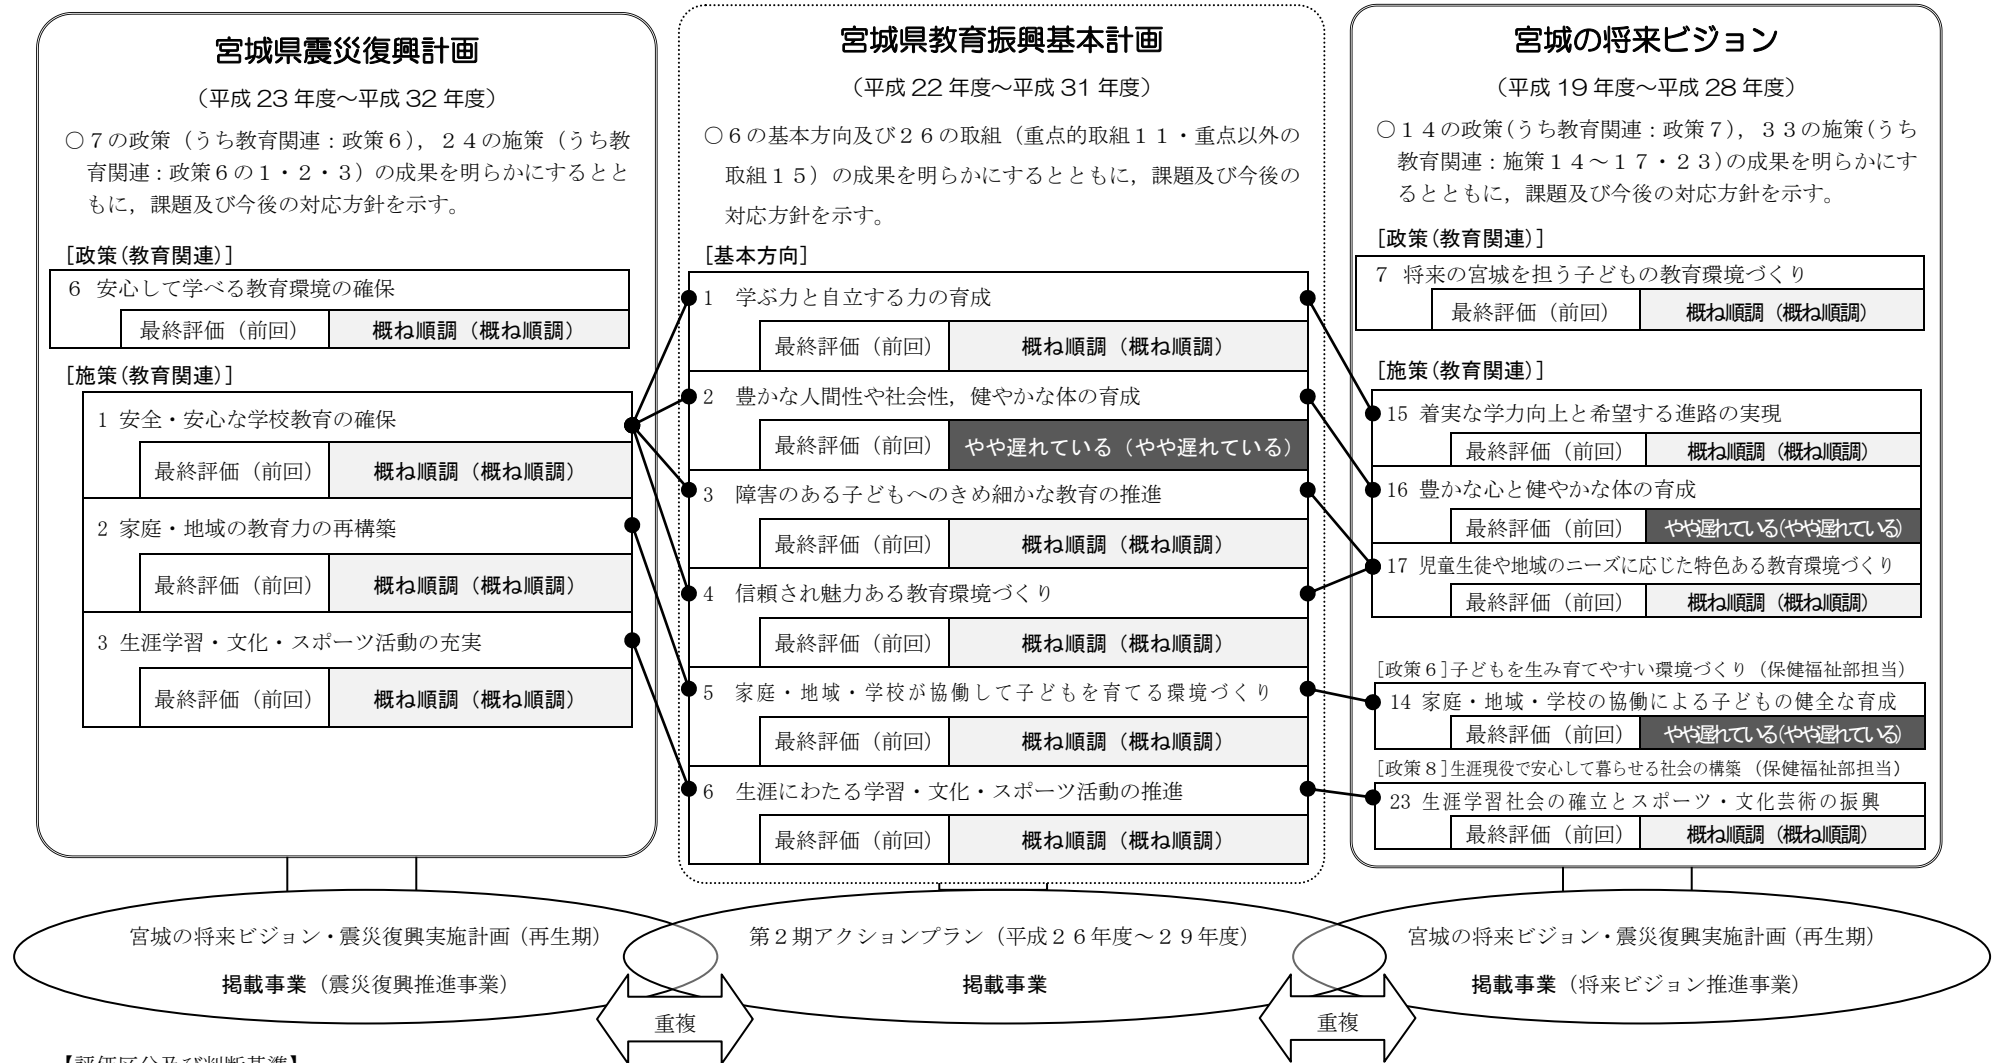 宮城県震災復興計画
（平成 23 年度～平成 32 年度）
○７の政策（うち教育関連：政策６），２４の施策（うち教
育関連：政策６の１・２・３）の成果を明らかにするとと
もに，課題及び今後の対応方針を示す。
［政策(教育関連)］
6 安心して学べる教育環境の確保
最終評価（前回） 概ね順調（概ね順調）
［施策(教育関連)］
1 安全・安心な学校教育の確保
最終評価（前回） 概ね順調（概ね順調）
2 家庭・地域の教育力の再構築
最終評価（前回） 概ね順調（概ね順調）
3 生涯学習・文化・スポーツ活動の充実
最終評価（前回） 概ね順調（概ね順調）
宮城県教育振興基本計画
（平成 22 年度～平成 31 年度）
○６の基本方向及び２６の取組（重点的取組１１・重点以外の
取組１５）の成果を明らかにするとともに，課題及び今後の
対応方針を示す。
［基本方向］
1 学ぶ力と自立する力の育成
最終評価（前回） 概ね順調（概ね順調）
2 豊かな人間性や社会性，健やかな体の育成
最終評価（前回） やや遅れている（やや遅れている）
3 障害のある子どもへのきめ細かな教育の推進
最終評価（前回） 概ね順調（概ね順調）
4 信頼され魅力ある教育環境づくり
最終評価（前回） 概ね順調（概ね順調）
5 家庭・地域・学校が協働して子どもを育てる環境づくり
最終評価（前回） 概ね順調（概ね順調）
6 生涯にわたる学習・文化・スポーツ活動の推進
最終評価（前回） 概ね順調（概ね順調）
宮城の将来ビジョン
（平成 19 年度～平成 28 年度）
○１４の政策(うち教育関連：政策７)，３３の施策(うち
教育関連：施策１４～１７・２３)の成果を明らかにす
るとともに，課題及び今後の対応方針を示す。
［政策(教育関連)］
7 将来の宮城を担う子どもの教育環境づくり
最終評価（前回） 概ね順調（概ね順調）
［施策(教育関連)］
15 着実な学力向上と希望する進路の実現
最終評価（前回） 概ね順調（概ね順調）
16 豊かな心と健やかな体の育成
最終評価（前回） やや遅れている(やや遅れている)
17 児童生徒や地域のニーズに応じた特色ある教育環境づくり
最終評価（前回） 概ね順調（概ね順調）
［政策６］子どもを生み育てやすい環境づくり（保健福祉部担当）
14 家庭・地域・学校の協働による子どもの健全な育成
最終評価（前回） やや遅れている(やや遅れている)
［政策８］生涯現役で安心して暮らせる社会の構築（保健福祉部担当）
23 生涯学習社会の確立とスポーツ・文化芸術の振興
最終評価（前回） 概ね順調（概ね順調）
宮城の将来ビジョン・震災復興実施計画（再生期）
掲載事業（震災復興推進事業）
重複
第２期アクションプラン（平成２６年度～２９年度）
掲載事業
重複
宮城の将来ビジョン・震災復興実施計画（再生期）
掲載事業（将来ビジョン推進事業）
【評価区分及び判断基準】